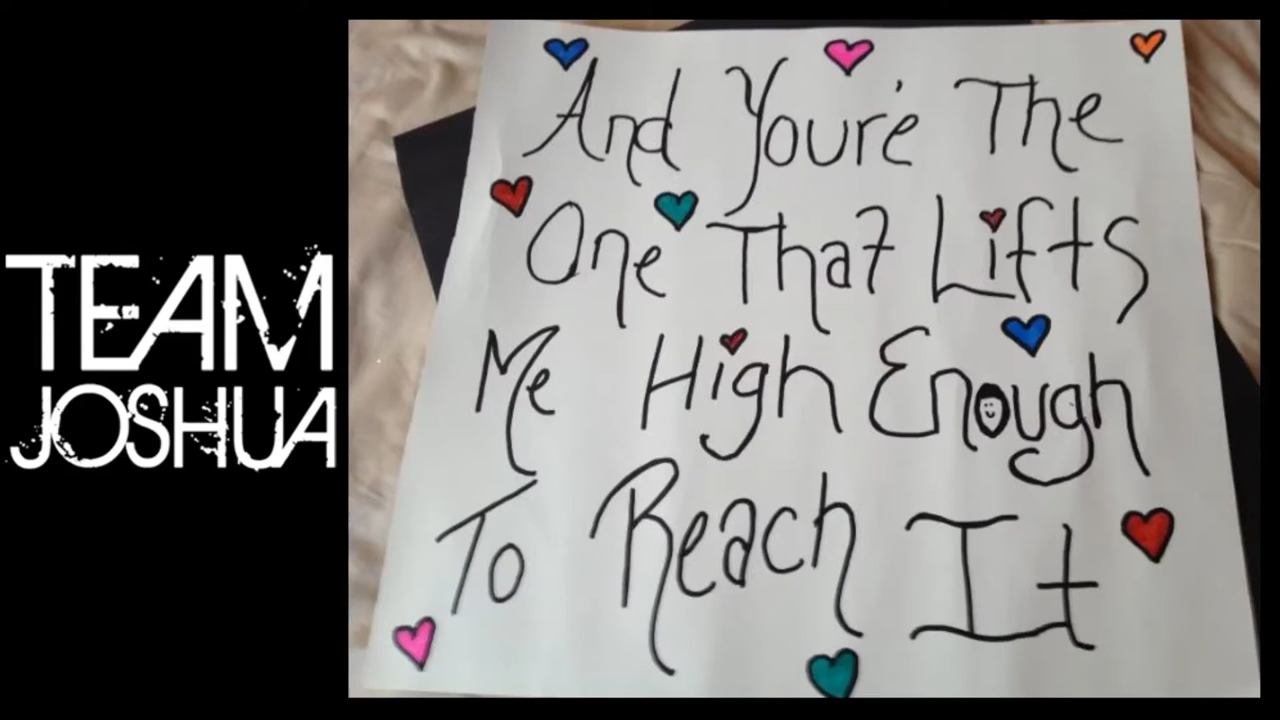 TEAM
JOSHUA
And You're The
One That Lifts
Me High Enough
To Reach It